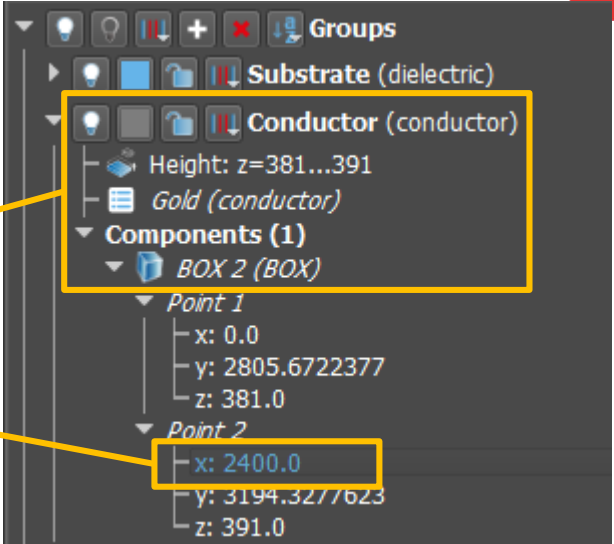 Groups
Substrate (dielectric)
Conductor (conductor)
Height: z=381...391
Gold (conductor)
Components (1)
BOX 2 (BOX)
Point 1
x: 0.0
y: 2805.6722377
z: 381.0
Point 2
x: 2400.0
y: 3194.3277623
z: 391.0